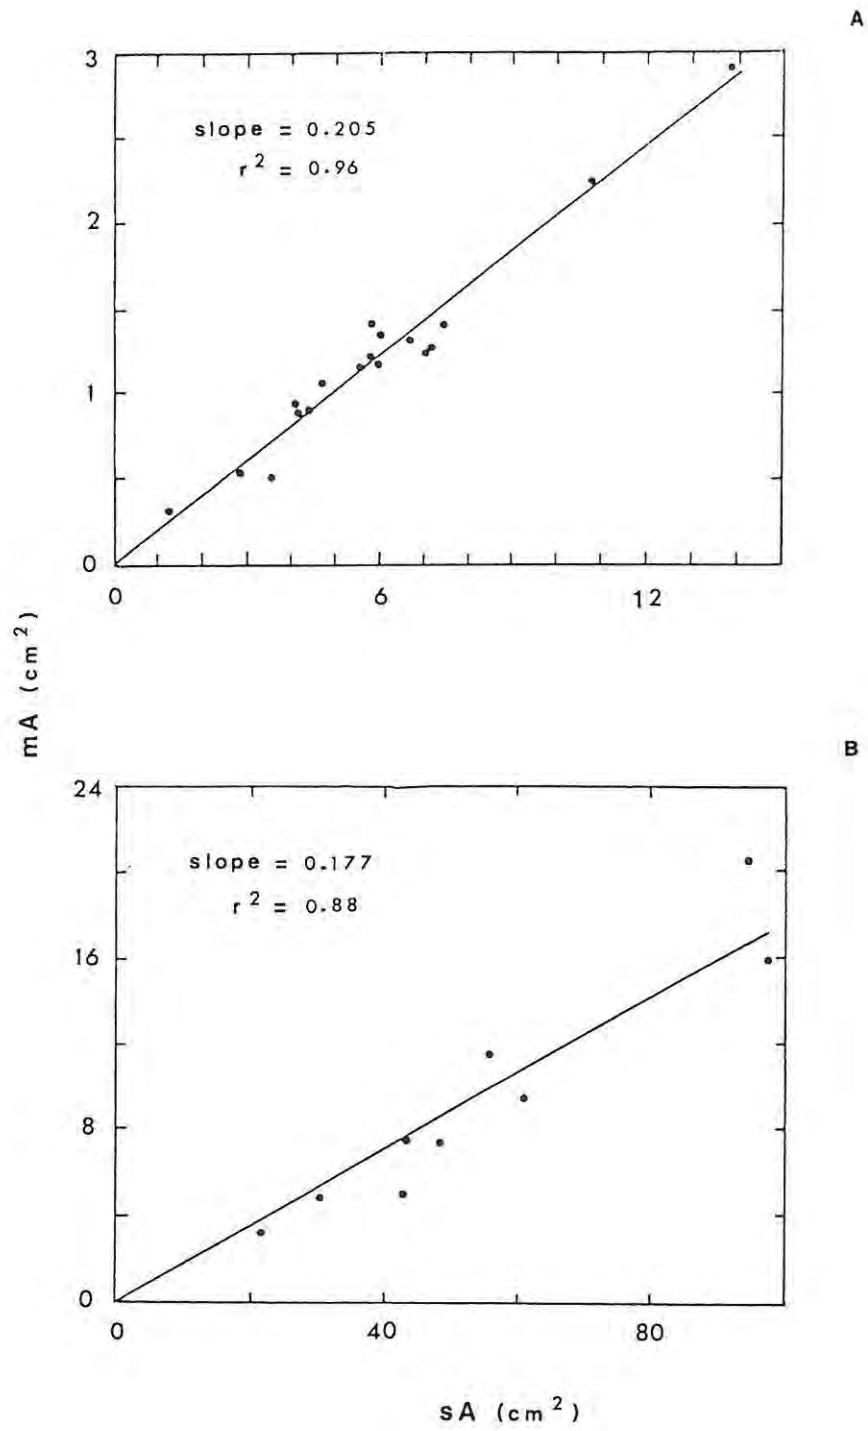 A
3
slope = 0.205
r² = 0.96
2
1
0
0 6 12
mA (cm²)
B
24
slope = 0.177
r² = 0.88
16
8
0
0 40 80
sA (cm²)